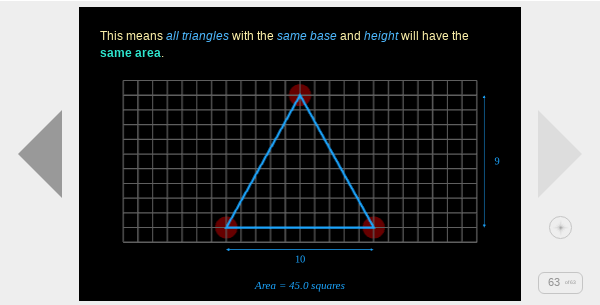 This means all triangles with the same base and height will have the
same area.
9
10
Area = 45.0 squares
63